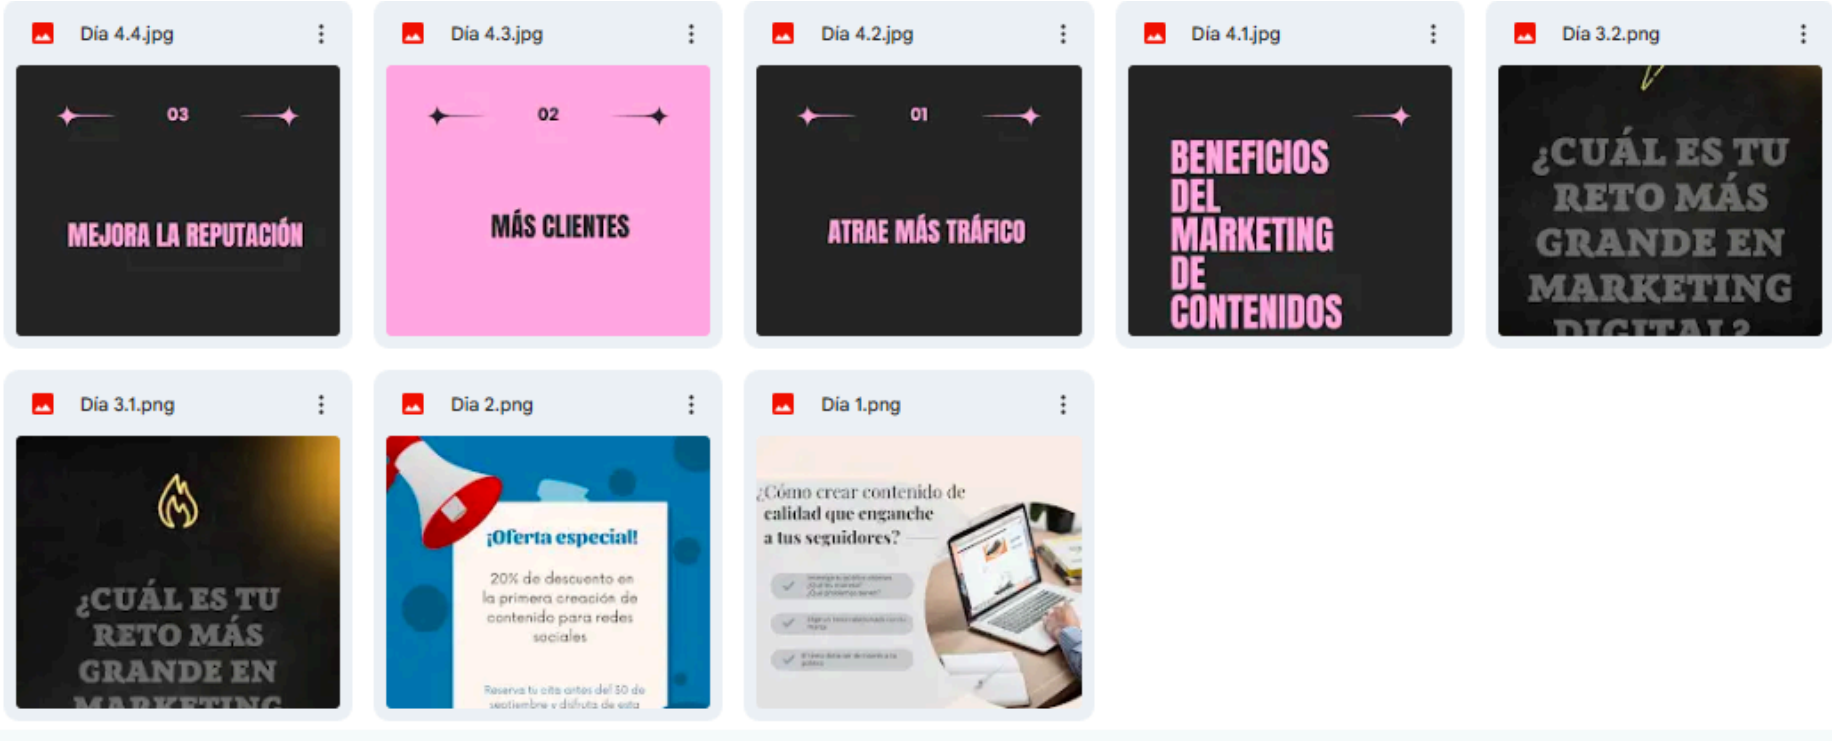 Día 4.4.jpg
03
MEJORA LA REPUTACIÓN
Día 4.3.jpg
02
MÁS CLIENTES
Día 4.2.jpg
01
ATRAE MÁS TRÁFICO
Día 4.1.jpg
BENEFICIOS
DEL
MARKETING
DE
CONTENIDOS
Día 3.2.png
¿CUÁL ES TU
RETO MÁS
GRANDE EN
MARKETING
DIGITAL?
Día 3.1.png
¿CUÁL ES TU
RETO MÁS
GRANDE EN
MARKETING
Dia 2.png
¡Oferta especial!
20% de descuento en
la primera creación de
contenido para redes
sociales
Reserva tu cita antes del 30 de
septiembre y disfruta de esta
Día 1.png
¿Cómo crear contenido de
calidad que enganche
a tus seguidores?